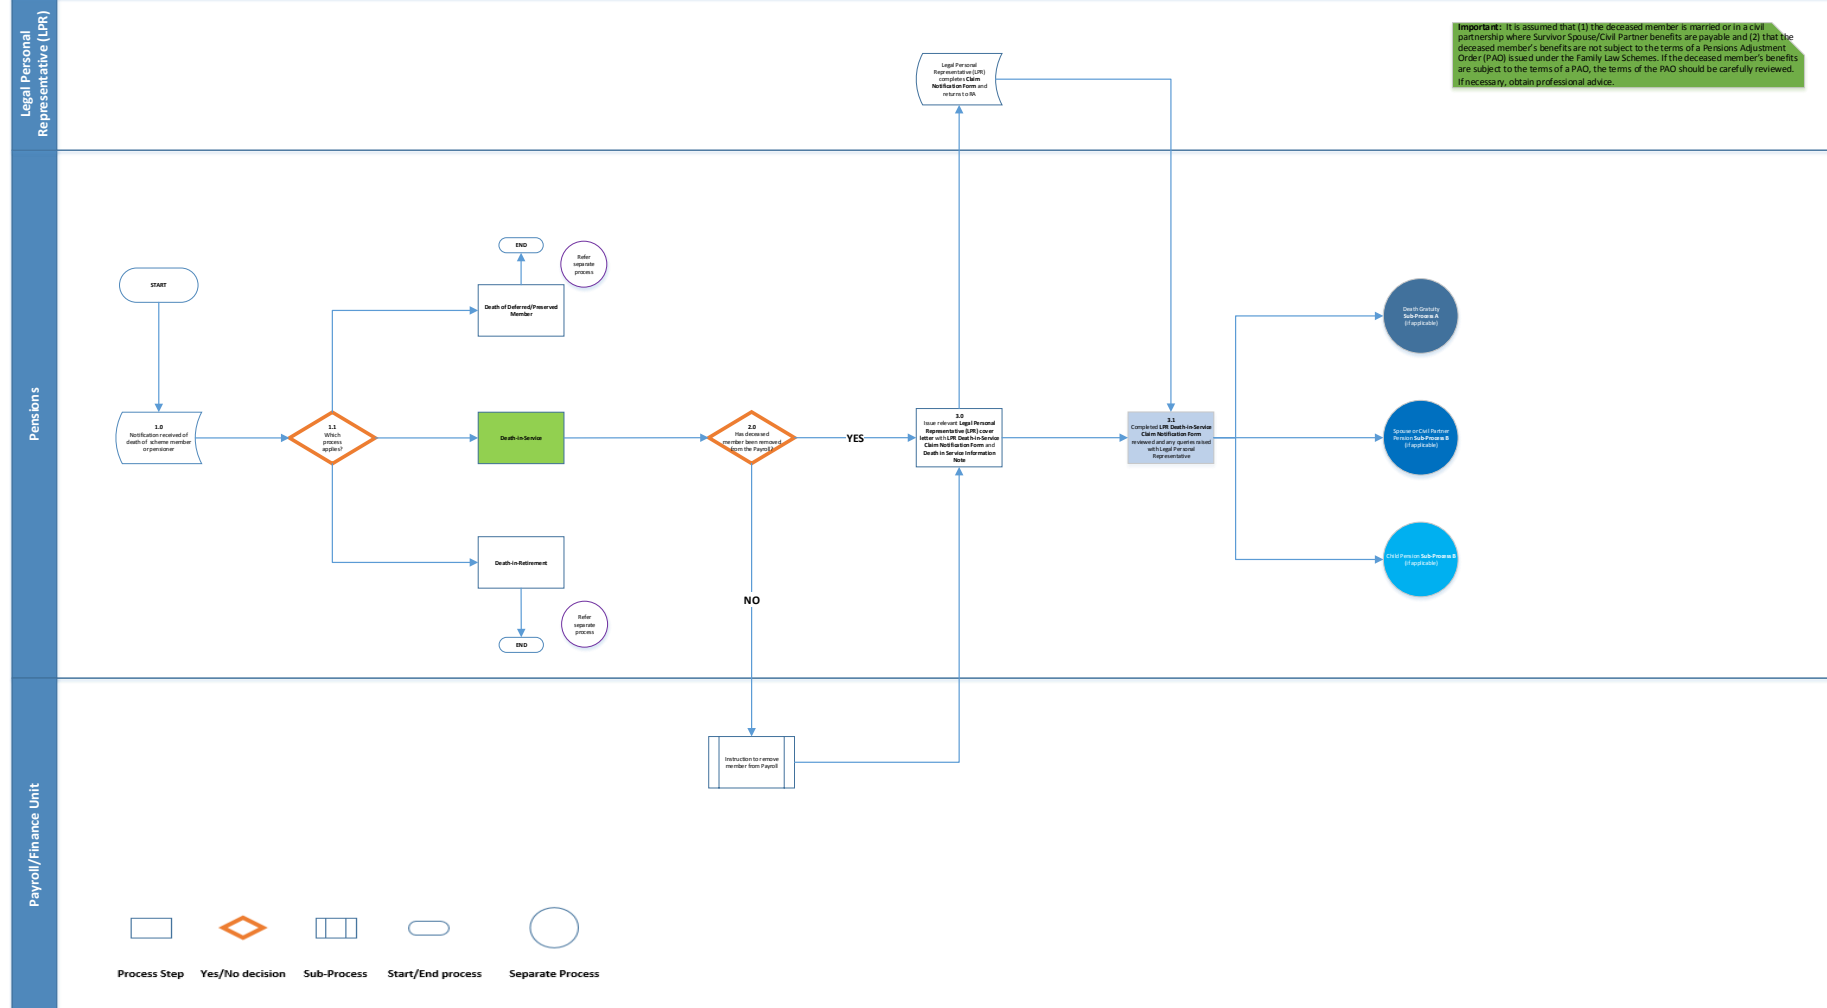 Legal Personal
Representative (LPR)
Important: It is assumed that (1) the deceased member is married or in a civil
partnership where Survivor Spouse/Civil Partner benefits are payable and (2) that the
deceased member's benefits are not subject to the terms of a Pensions Adjustment
Order (PAO) issued under the Family Law Schemes. If the deceased member's benefits
are subject to the terms of a PAO, the terms of the PAO should be carefully reviewed.
If necessary, obtain professional advice.
Legal Personal
Representative (LPR)
completes Claim
Notification Form and
returns to PA
Pensions
START
1.0
Notification received of
death of scheme member
or pensioner
1.1
Which
process
applies?
END
Refer
separate
process
Death of Deferred/Preserved
Member
Death-in-Service
Death-in-Retirement
Refer
separate
process
END
2.0
Has deceased
member been removed
from the Payroll?
YES
NO
3.0
Issue relevant Legal Personal
Representative (LPR) cover
letter with LPR Death-in-Service
Claim Notification Form and
Death in Service Information
Note
3.1
Completed LPR Death-in-Service
Claim Notification Form
reviewed and any queries raised
with Legal Personal
Representative
Death Gratuity
Sub-Process A
(if applicable)
Spouse or Civil Partner
Pension Sub-Process B
(if applicable)
Child Pension Sub-Process B
(if applicable)
Payroll/Finance Unit
Instruction to remove
member from Payroll
Process Step
Yes/No decision
Sub-Process
Start/End process
Separate Process